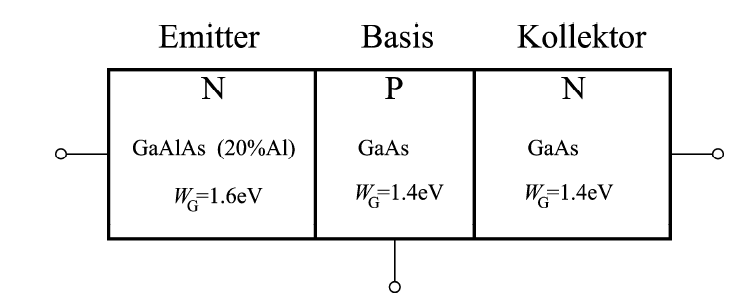 Emitter Basis Kollektor
N P N
GaAlAs (20%Al) GaAs GaAs
WG=1.6eV WG=1.4eV WG=1.4eV